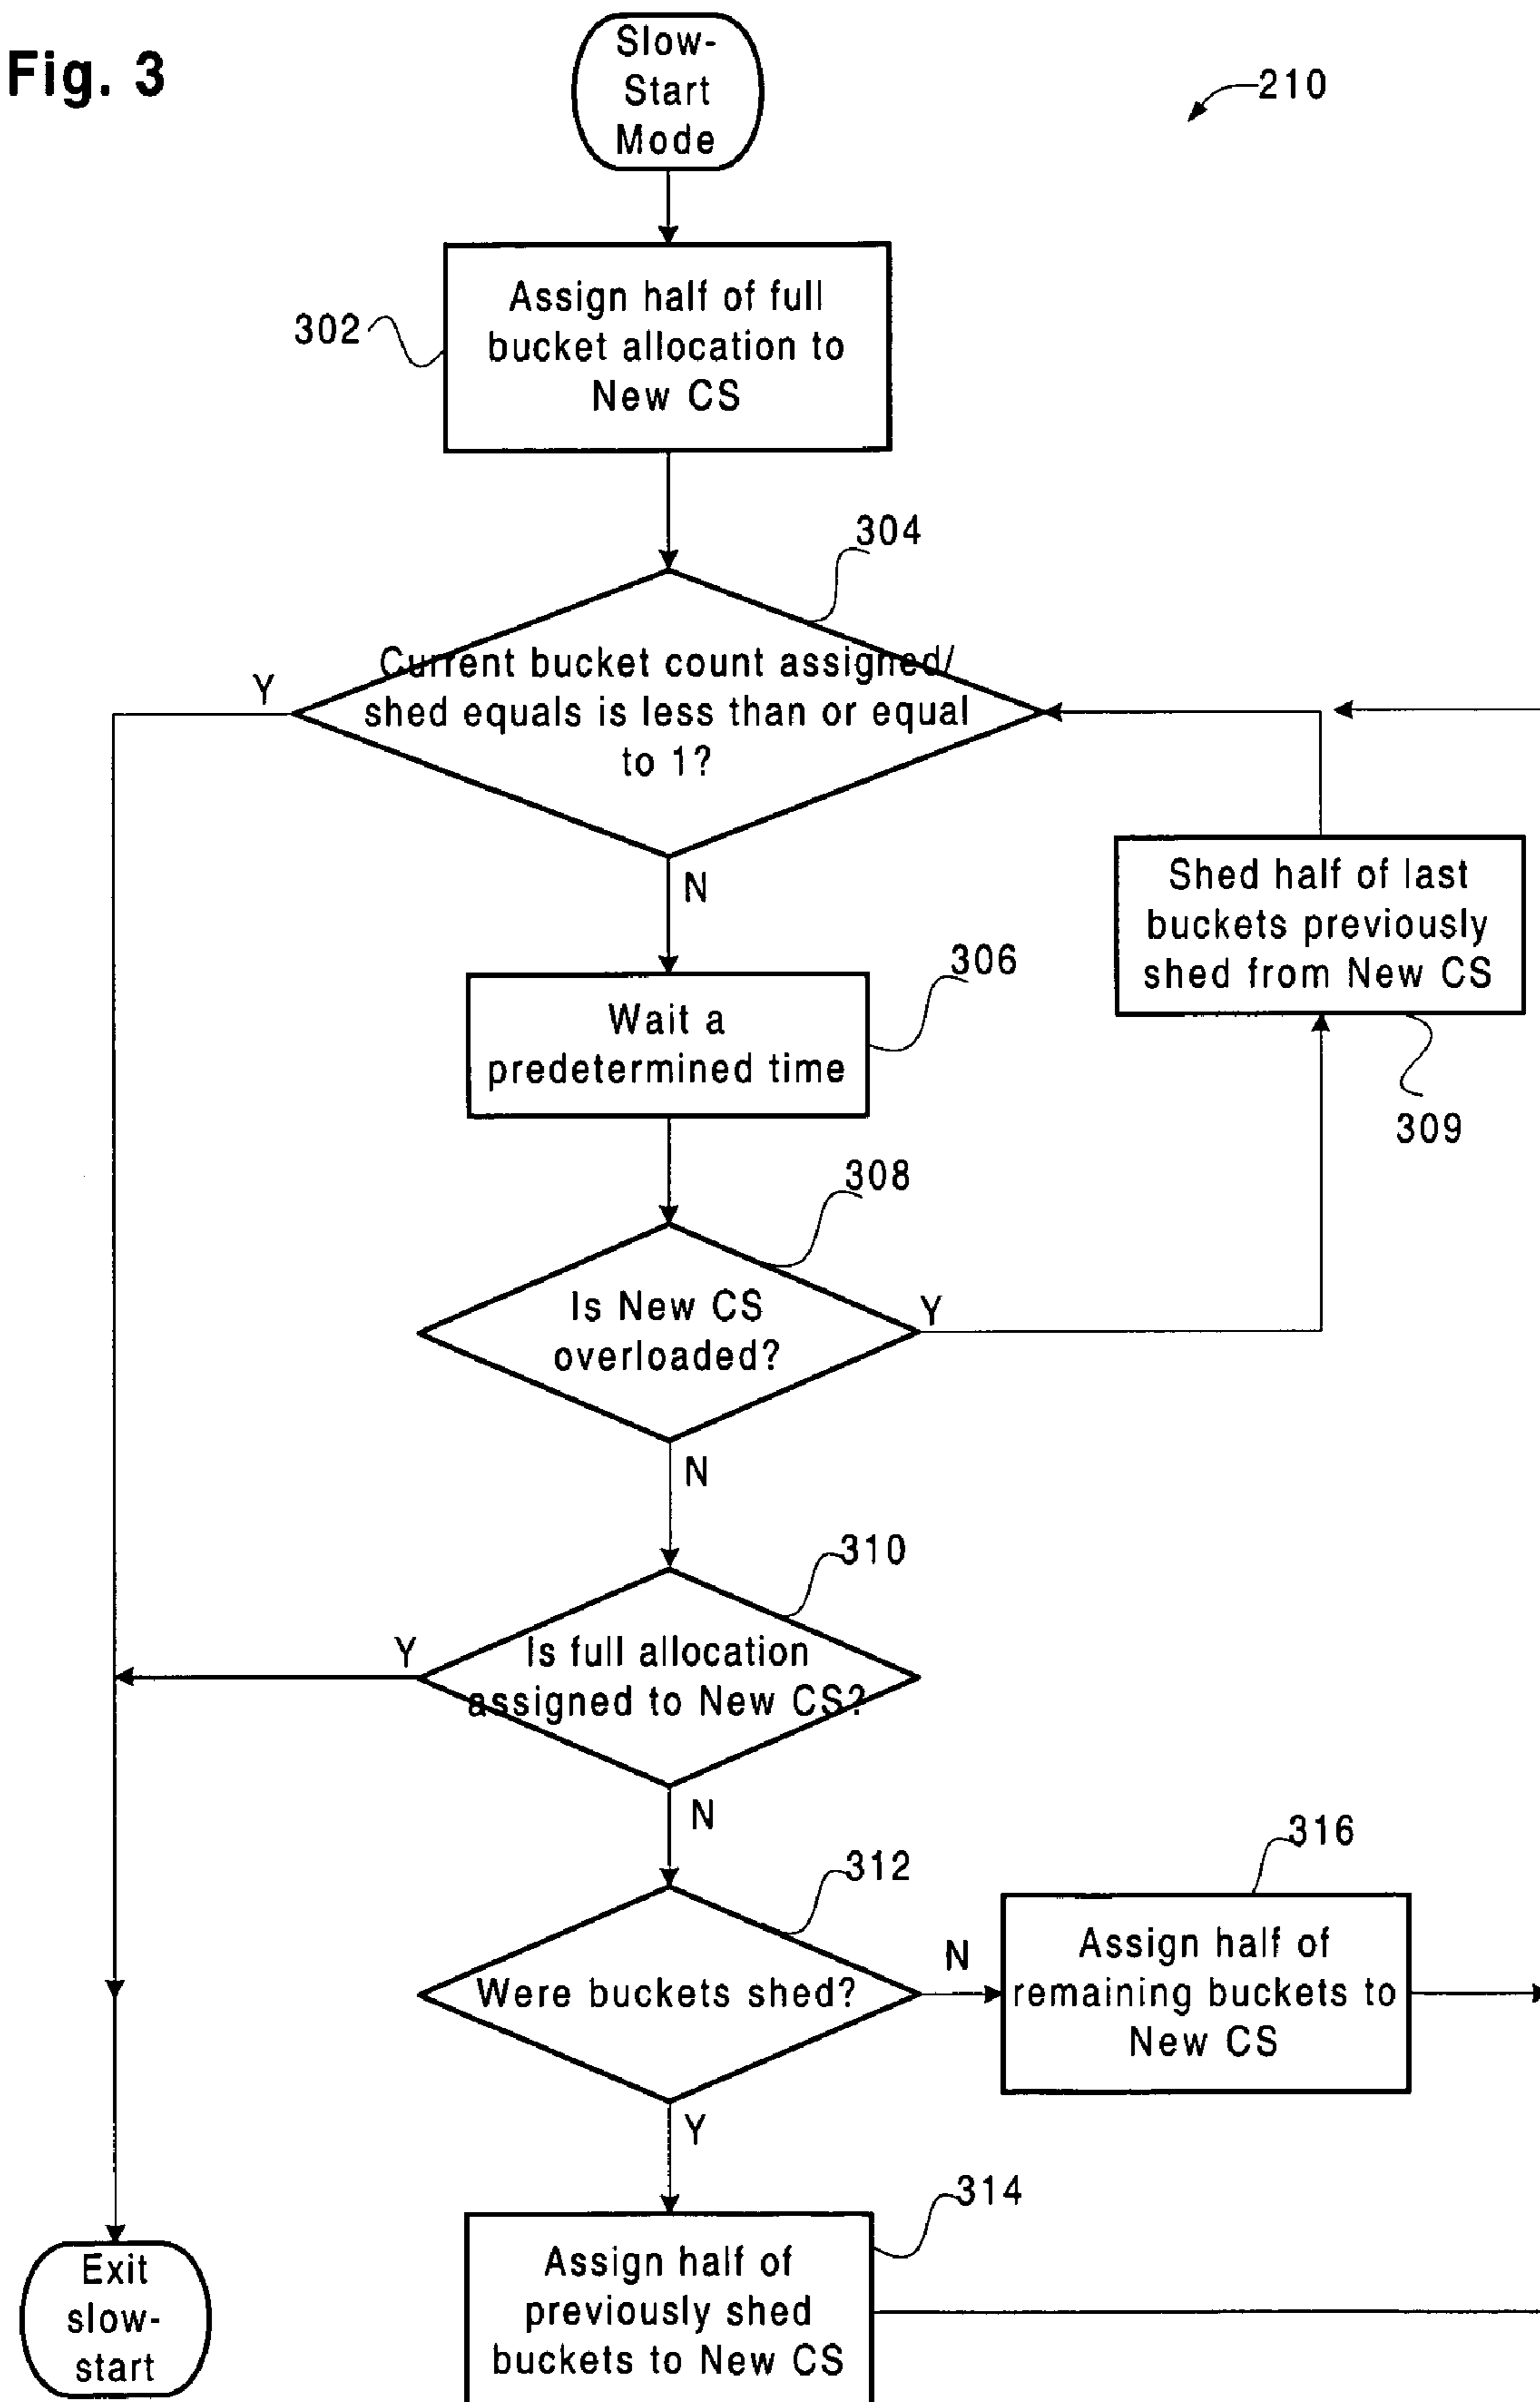 Fig. 3
Slow-
Start
Mode
210
302
Assign half of full
bucket allocation to
New CS
304
Current bucket count assigned/
shed equals is less than or equal
to 1?
Y
N
Shed half of last
buckets previously
shed from New CS
309
306
Wait a
predetermined time
308
Is New CS
overloaded?
Y
N
310
Is full allocation
assigned to New CS?
Y
N
312
Were buckets shed?
N
Y
316
Assign half of
remaining buckets to
New CS
314
Assign half of
previously shed
buckets to New CS
Exit
slow-
start